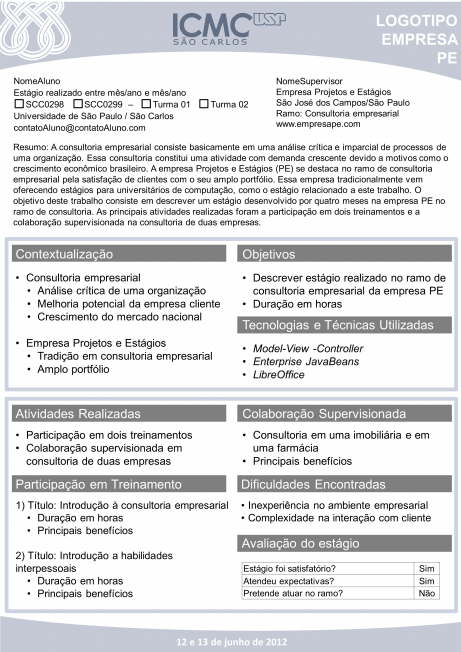 ICMC USP
SÃO CARLOS
LOGOTIPO
EMPRESA
PE
NomeAluno
Estágio realizado entre mês/ano e mês/ano
SCC0298 SCC0299 – Turma 01 Turma 02
Universidade de São Paulo / São Carlos
contatoAluno@contatoAluno.com
NomeSupervisor
Empresa Projetos e Estágios
São José dos Campos/São Paulo
Ramo: Consultoria empresarial
www.empresape.com
Resumo: A consultoria empresarial consiste basicamente em uma análise crítica e imparcial de processos de
uma organização. Essa consultoria constitui uma atividade com demanda crescente devido a motivos como o
crescimento econômico brasileiro. A empresa Projetos e Estágios (PE) se destaca no ramo de consultoria
empresarial pela satisfação de clientes com o seu amplo portfólio. Essa empresa tradicionalmente vem
oferecendo estágios para universitários de computação, como o estágio relacionado a este trabalho. O
objetivo deste trabalho consiste em descrever um estágio desenvolvido por quatro meses na empresa PE no
ramo de consultoria. As principais atividades realizadas foram a participação em dois treinamentos e a
colaboração supervisionada na consultoria de duas empresas.
Contextualização
• Consultoria empresarial
• Análise crítica de uma organização
• Melhoria potencial da empresa cliente
• Crescimento do mercado nacional
• Empresa Projetos e Estágios
• Tradição em consultoria empresarial
• Amplo portfólio
Objetivos
• Descrever estágio realizado no ramo de
consultoria empresarial da empresa PE
• Duração em horas
Tecnologias e Técnicas Utilizadas
• Model-View -Controller
• Enterprise JavaBeans
• LibreOffice
Atividades Realizadas
• Participação em dois treinamentos
• Colaboração supervisionada em
consultoria de duas empresas
Participação em Treinamento
1) Título: Introdução à consultoria empresarial
• Duração em horas
• Principais benefícios
2) Título: Introdução a habilidades
interpessoais
• Duração em horas
• Principais benefícios
Colaboração Supervisionada
• Consultoria em uma imobiliária e em
uma farmácia
• Principais benefícios
Dificuldades Encontradas
• Inexperiência no ambiente empresarial
• Complexidade na interação com cliente
Avaliação do estágio
Estágio foi satisfatório? Sim
Atendeu expectativas? Sim
Pretende atuar no ramo? Não
12 e 13 de junho de 2012